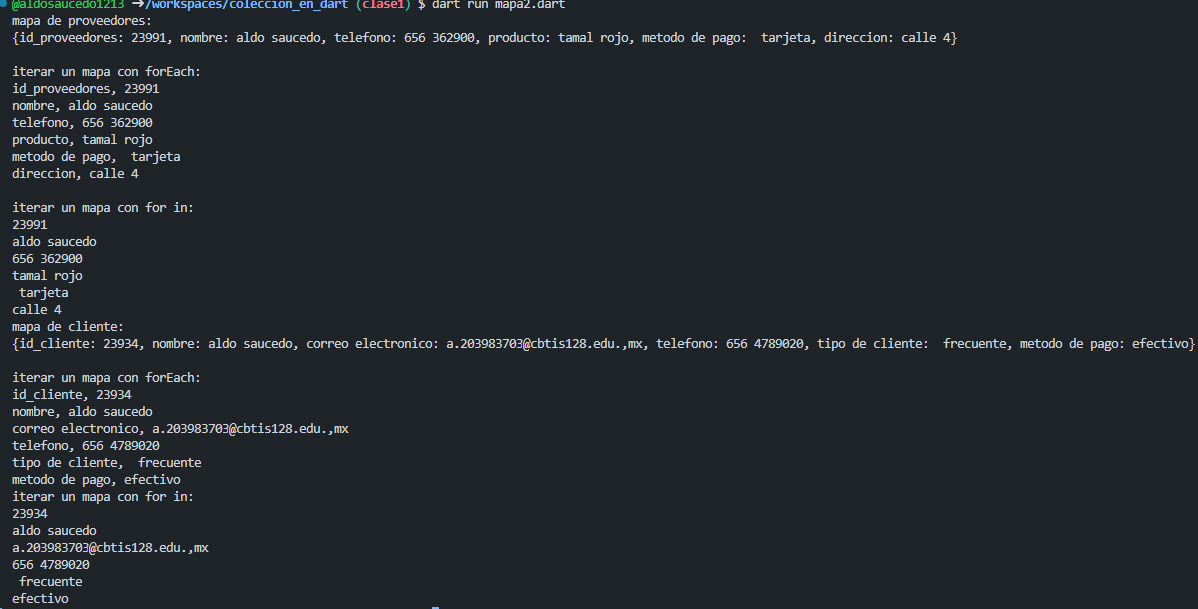 @aldosaucedo1213 →/workspaces/coleccion_en_dart (clase1) $ dart run mapa2.dart
mapa de proveedores:
{id_proveedores: 23991, nombre: aldo saucedo, telefono: 656 362900, producto: tamal rojo, metodo de pago:  tarjeta, direccion: calle 4}

iterar un mapa con forEach:
id_proveedores, 23991
nombre, aldo saucedo
telefono, 656 362900
producto, tamal rojo
metodo de pago,  tarjeta
direccion, calle 4

iterar un mapa con for in:
23991
aldo saucedo
656 362900
tamal rojo
 tarjeta
calle 4
mapa de cliente:
{id_cliente: 23934, nombre: aldo saucedo, correo electronico: a.203983703@cbtis128.edu.,mx, telefono: 656 4789020, tipo de cliente:  frecuente, metodo de pago: efectivo}

iterar un mapa con forEach:
id_cliente, 23934
nombre, aldo saucedo
correo electronico, a.203983703@cbtis128.edu.,mx
telefono, 656 4789020
tipo de cliente,  frecuente
metodo de pago, efectivo
iterar un mapa con for in:
23934
aldo saucedo
a.203983703@cbtis128.edu.,mx
656 4789020
 frecuente
efectivo